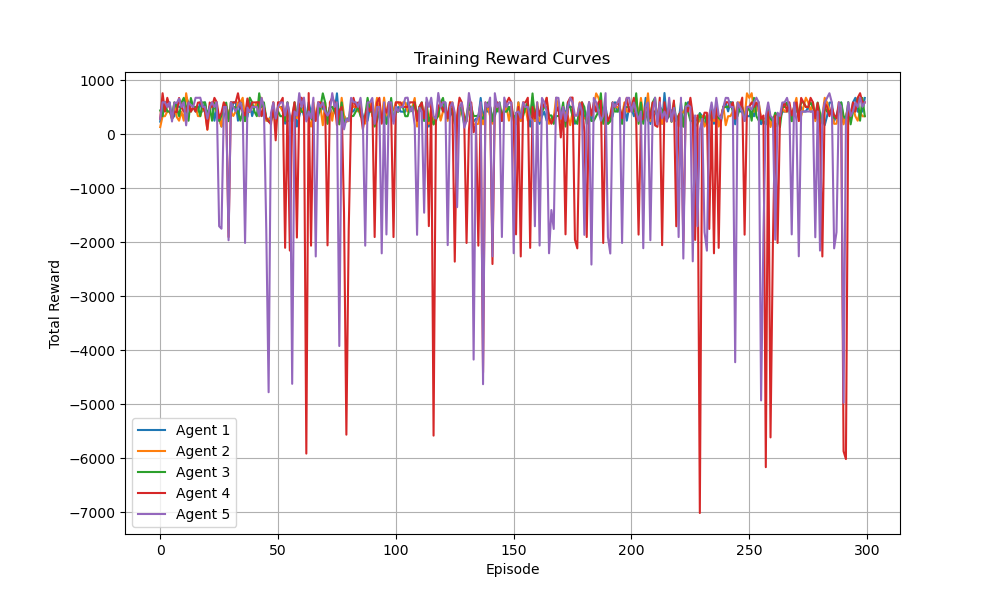 Training Reward Curves
Total Reward
1000
0
−1000
−2000
−3000
−4000
−5000
−6000
−7000
Agent 1
Agent 2
Agent 3
Agent 4
Agent 5
0 50 100 150 200 250 300
Episode